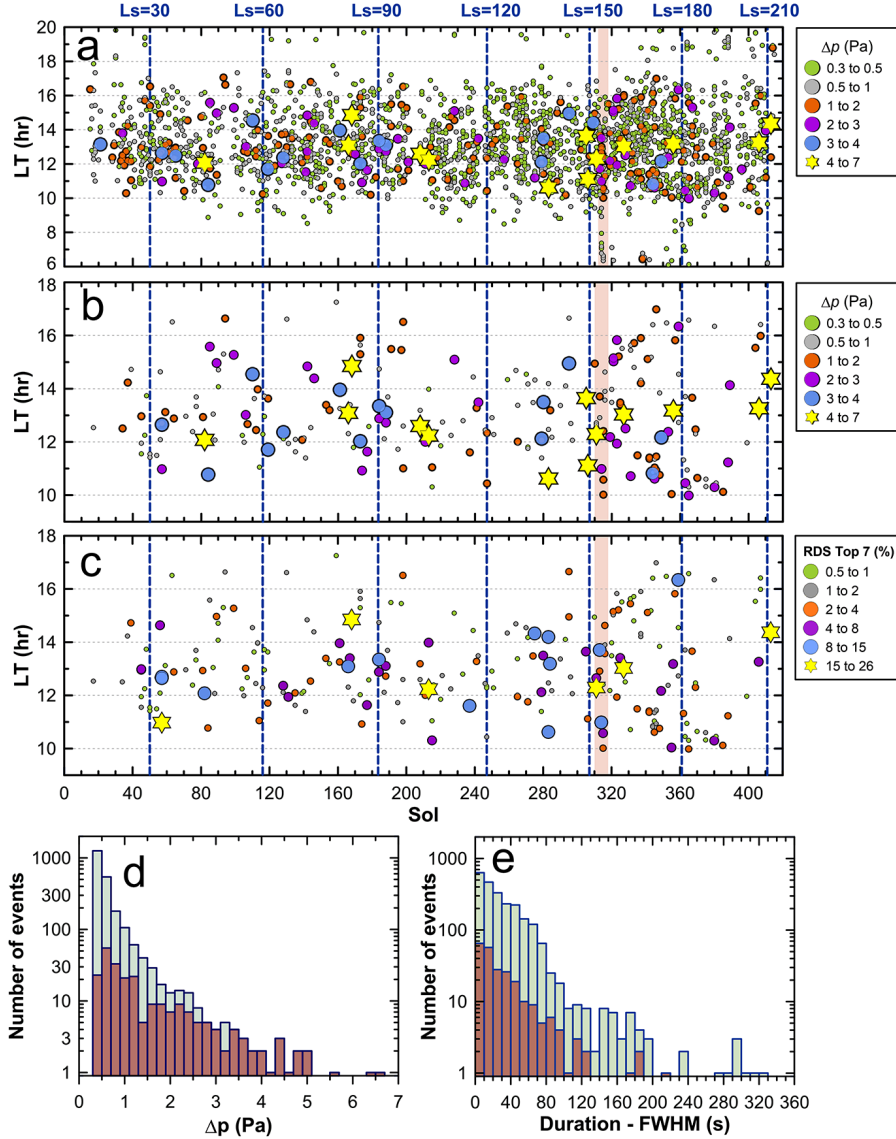 Ls=30 Ls=60 Ls=90 Ls=120 Ls=150 Ls=180 Ls=210
a
20
18
16
14
12
10
8
6
LT (hr)
Δp (Pa)
0.3 to 0.5
0.5 to 1
1 to 2
2 to 3
3 to 4
4 to 7
b
18
16
14
12
10
LT (hr)
Δp (Pa)
0.3 to 0.5
0.5 to 1
1 to 2
2 to 3
3 to 4
4 to 7
c
18
16
14
12
10
LT (hr)
RDS Top 7 (%)
0.5 to 1
1 to 2
2 to 4
4 to 8
8 to 15
15 to 26
0 40 80 120 160 200 240 280 320 360 400
Sol
d
1000
300
100
30
10
3
1
Number of events
0 1 2 3 4 5 6 7
Δp (Pa)
e
1000
100
10
1
Number of events
0 40 80 120 160 200 240 280 320 360
Duration - FWHM (s)